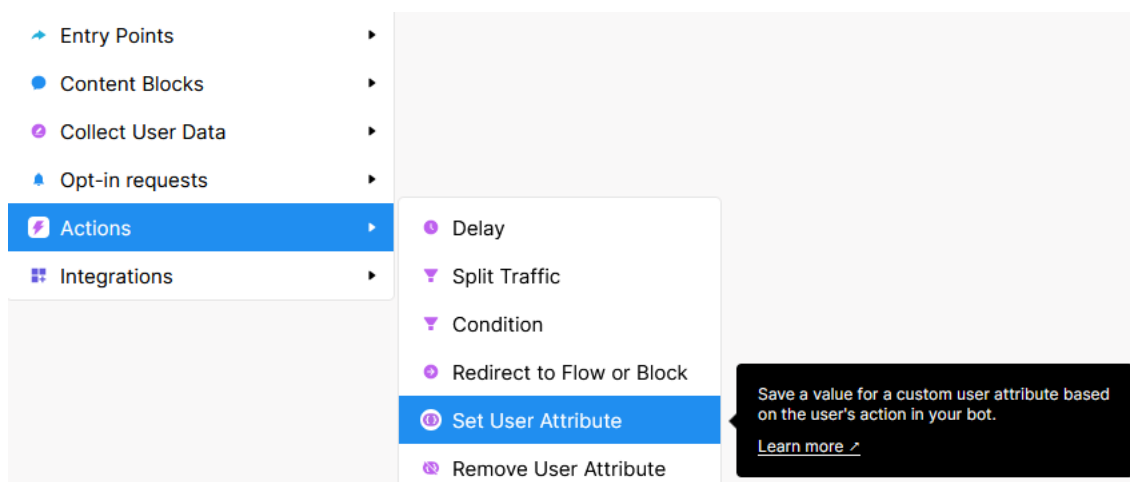 Entry Points
Content Blocks
Collect User Data
Opt-in requests
Actions
Integrations
Delay
Split Traffic
Condition
Redirect to Flow or Block
Set User Attribute
Remove User Attribute
Save a value for a custom user attribute based
on the user's action in your bot.
Learn more ↗